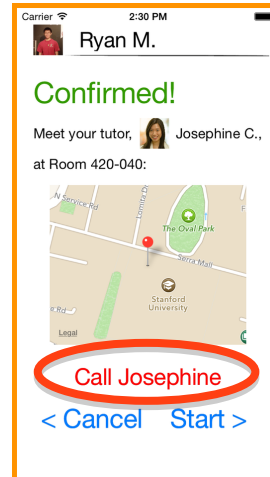 Carrier 2:30 PM
Ryan M.
Confirmed!
Meet your tutor, Josephine C.,
at Room 420-040:
N Service Rd
Lomita Dr
The Oval Park
Serra Mall
Stanford
University
e Rd
Legal
Call Josephine
< Cancel Start >